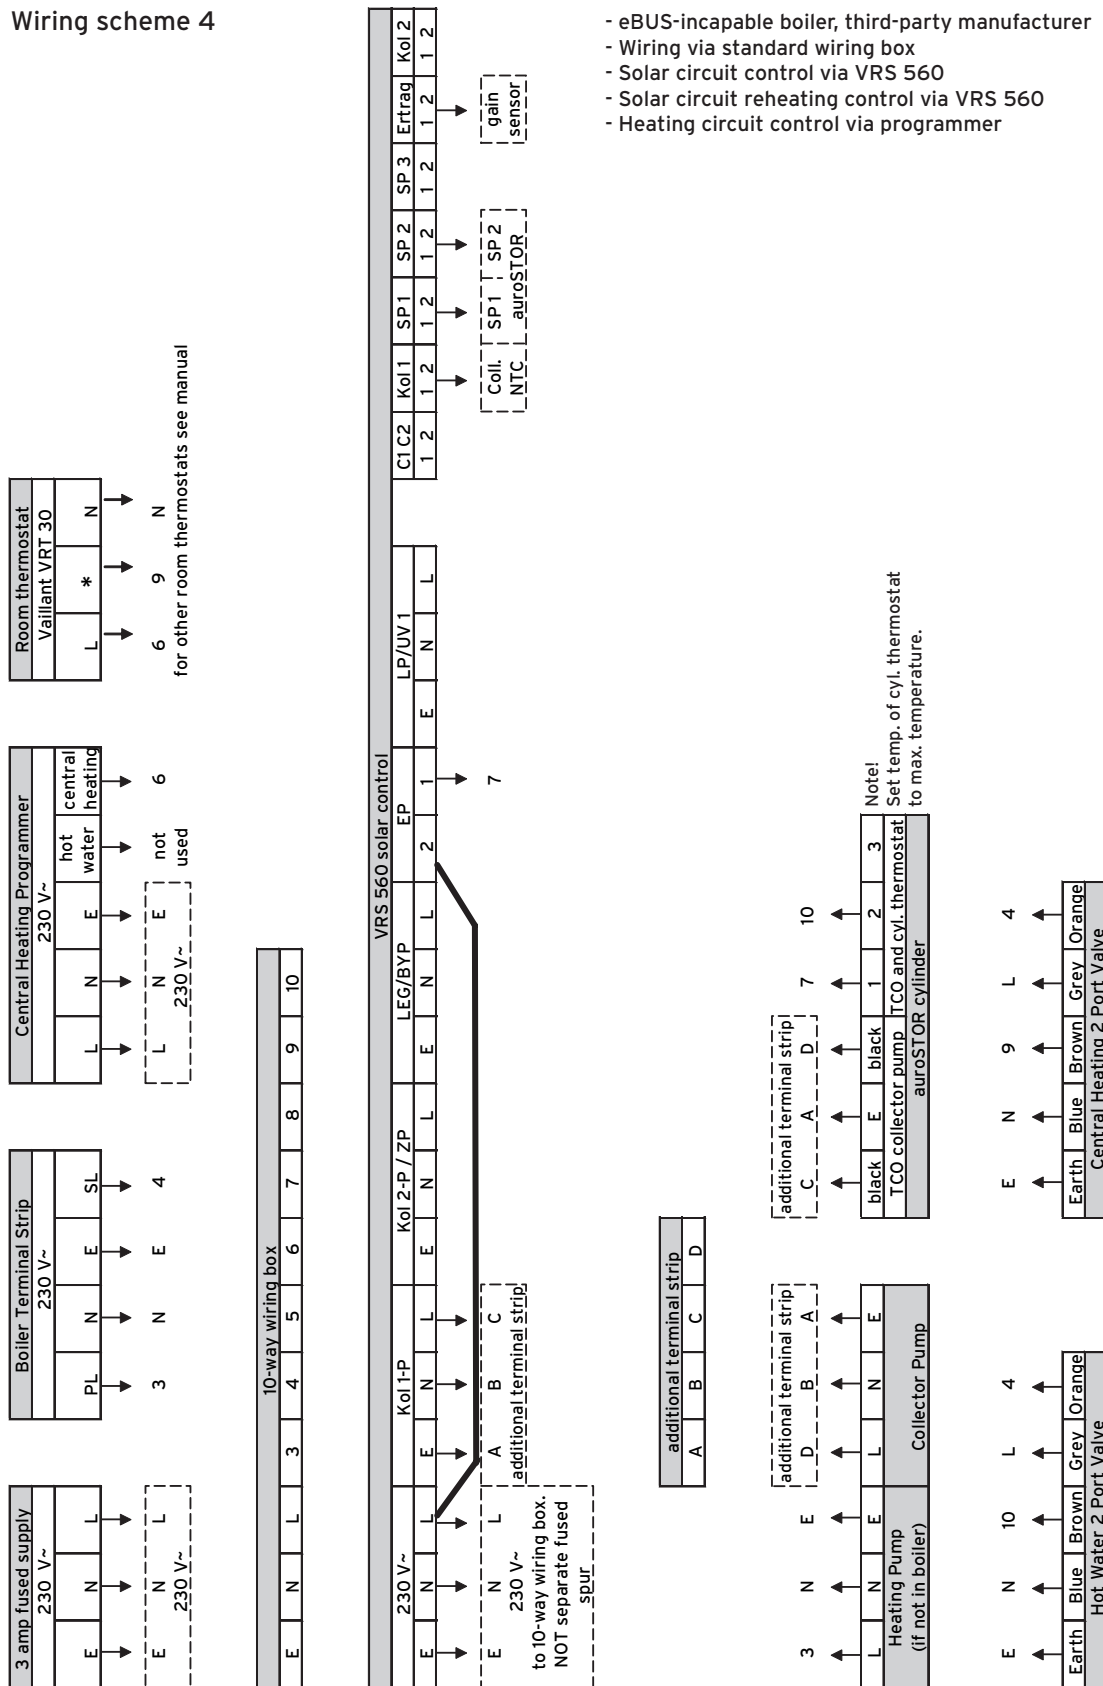 Wiring scheme 4
- eBUS-incapable boiler, third-party manufacturer
- Wiring via standard wiring box
- Solar circuit control via VRS 560
- Solar circuit reheating control via VRS 560
- Heating circuit control via programmer
3 amp fused supply
230 V~
E N L
E N L
230 V~
Boiler Terminal Strip
230 V~
PL N E SL
3 N E 4
Central Heating Programmer
230 V~
L N E hot water central heating
L N E not used 6
230 V~
Room thermostat
Vaillant VRT 30
L * N
6 9 N
for other room thermostats see manual
10-way wiring box
E N L 3 4 5 6 7 8 9 10
VRS 560 solar control
230 V~ Kol 1-P Kol 2-P / ZP LEG/BYP EP LP/UV 1 C1 C2 Kol 1 SP1 SP 2 SP 3 Ertrag Kol 2
E N L E N L E N L E N L 2 1 E N L 1 2 1 2 1 2 1 2 1 2 1 2 1 2
E N L
230 V~
to 10-way wiring box.
NOT separate fused
spur
A B C
additional terminal strip
7
Coll.
NTC
SP1 SP 2
auroSTOR
gain
sensor
additional terminal strip
A B C D
3 N E
L N E
Heating Pump
(if not in boiler)
additional terminal strip
D B A
L N E
Collector Pump
additional terminal strip
C A D 7 10
black E black 1 2 3
TCO collector pump TCO and cyl. thermostat
auroSTOR cylinder
Note!
Set temp. of cyl. thermostat
to max. temperature.
E N 10 L 4
Earth Blue Brown Grey Orange
Hot Water 2 Port Valve
E N 9 L 4
Earth Blue Brown Grey Orange
Central Heating 2 Port Valve